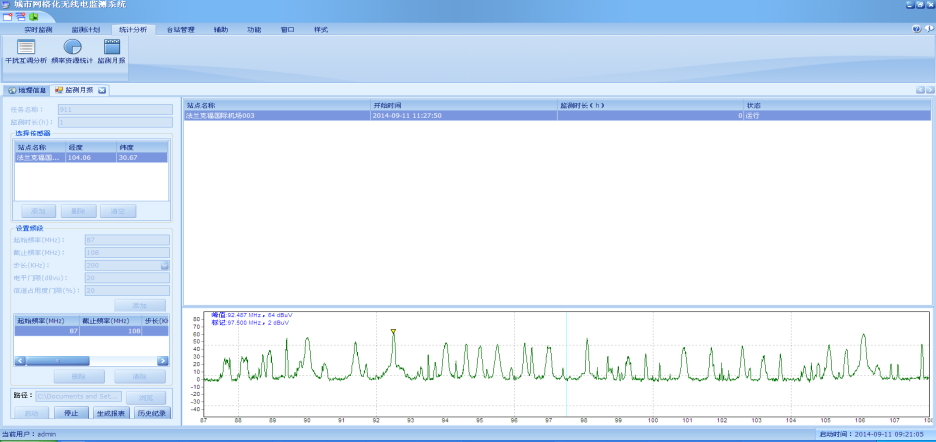 城市网格化无线电监测系统
实时监测 监测计划 统计分析 台站管理 辅助 功能 窗口 样式
干扰互调分析 频率资源统计 监测月报
地理信息 监测月报
任务名称： 911
监测时长(h)： 1
选择传感器
站点名称 经度 纬度
法兰克福国... 104.06 30.67
添加 删除 清空
设置频段
起始频率(MHz)： 87
截止频率(MHz)： 108
步长(KHz)： 200
电平门限(dBuv)： 20
信道占用度门限(%)： 20
添加
起始频率(MHz) 截止频率(MHz) 步长(KH
87 108
删除 清除
路径： C:\Documents and Set... 浏览
启动 停止 生成报表 历史记录
站点名称 开始时间 监测时长（h） 状态
法兰克福国际机场003 2014-09-11 11:27:50 0 运行
峰值:92.487 MHz，64 dBuV
标记:97.500 MHz，2 dBuV
80
70
60
50
40
30
20
10
0
-10
-20
-30
-40
87 88 89 90 91 92 93 94 95 96 97 98 99 100 101 102 103 104 105 106 107 108
当前用户：admin 启动时间：2014-09-11 09:21:05